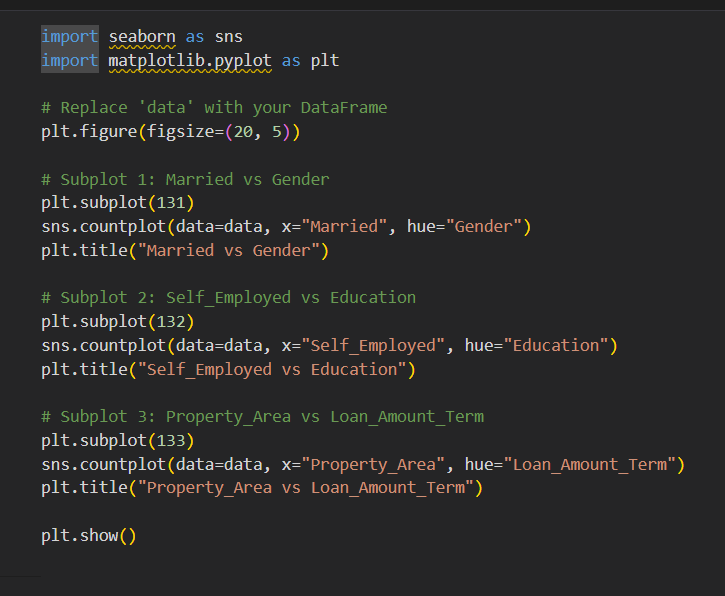 import seaborn as sns
import matplotlib.pyplot as plt
# Replace 'data' with your DataFrame
plt.figure(figsize=(20, 5))
# Subplot 1: Married vs Gender
plt.subplot(131)
sns.countplot(data=data, x="Married", hue="Gender")
plt.title("Married vs Gender")
# Subplot 2: Self_Employed vs Education
plt.subplot(132)
sns.countplot(data=data, x="Self_Employed", hue="Education")
plt.title("Self_Employed vs Education")
# Subplot 3: Property_Area vs Loan_Amount_Term
plt.subplot(133)
sns.countplot(data=data, x="Property_Area", hue="Loan_Amount_Term")
plt.title("Property_Area vs Loan_Amount_Term")
plt.show()